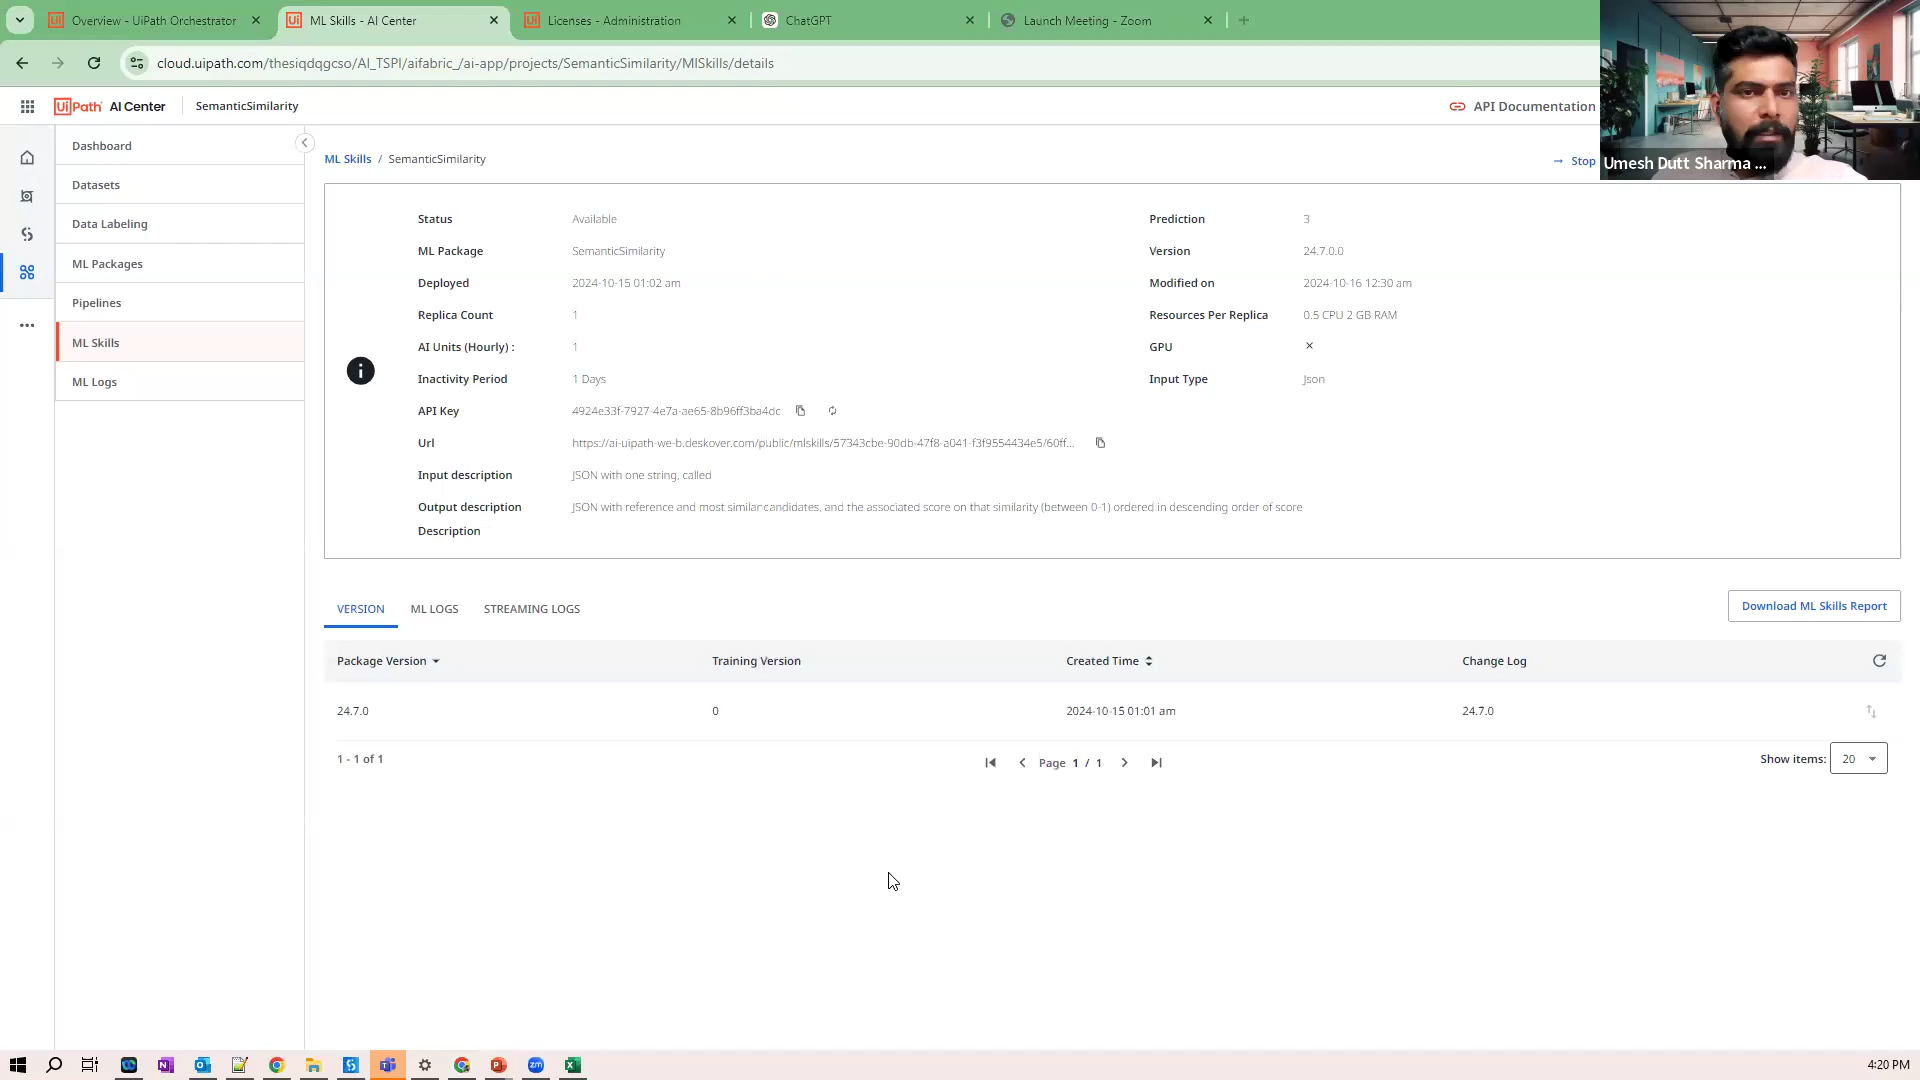 Overview - UiPath Orchestrator
ML Skills - AI Center
Licenses - Administration
ChatGPT
Launch Meeting - Zoom
cloud.uipath.com/thesiqdqgcso/AI_TSPI/aifabric_/ai-app/projects/SemanticSimilarity/MlSkills/details
UiPath AI Center
SemanticSimilarity
API Documentation
Umesh Dutt Sharma ...
Dashboard
Datasets
Data Labeling
ML Packages
Pipelines
ML Skills
ML Logs
ML Skills / SemanticSimilarity
Stop
Status Available
Prediction 3
ML Package SemanticSimilarity
Version 24.7.0.0
Deployed 2024-10-15 01:02 am
Modified on 2024-10-16 12:30 am
Replica Count 1
Resources Per Replica 0.5 CPU 2 GB RAM
AI Units (Hourly) : 1
GPU
Inactivity Period 1 Days
Input Type Json
API Key 4924e33f-7927-4e7a-ae65-8b96ff3ba4dc
Url https://ai-uipath-we-b.deskover.com/public/mlskills/57343cbe-90db-47f8-a041-f3f9554434e5/60ff...
Input description JSON with one string, called
Output description JSON with reference and most similar candidates, and the associated score on that similarity (between 0-1) ordered in descending order of score
Description
VERSION ML LOGS STREAMING LOGS
Download ML Skills Report
Package Version Training Version Created Time Change Log
24.7.0 0 2024-10-15 01:01 am 24.7.0
1 - 1 of 1
Page 1 / 1
Show items: 20
4:20 PM